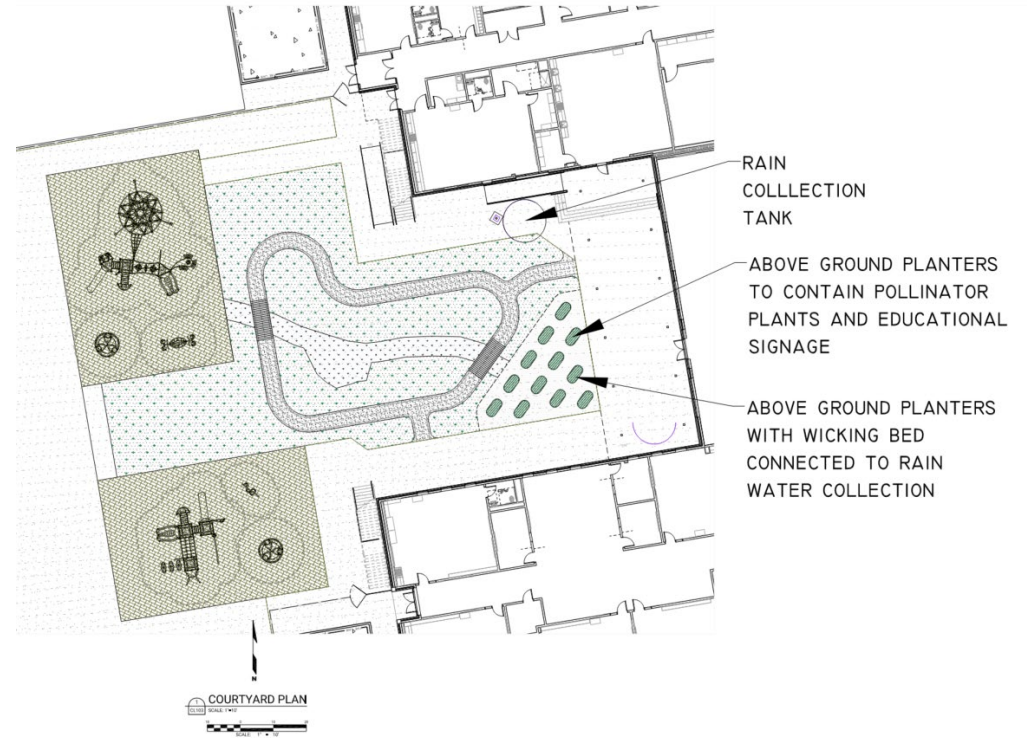 RAIN
COLLLECTION
TANK
ABOVE GROUND PLANTERS
TO CONTAIN POLLINATOR
PLANTS AND EDUCATIONAL
SIGNAGE
ABOVE GROUND PLANTERS
WITH WICKING BED
CONNECTED TO RAIN
WATER COLLECTION
N
1
COURTYARD PLAN